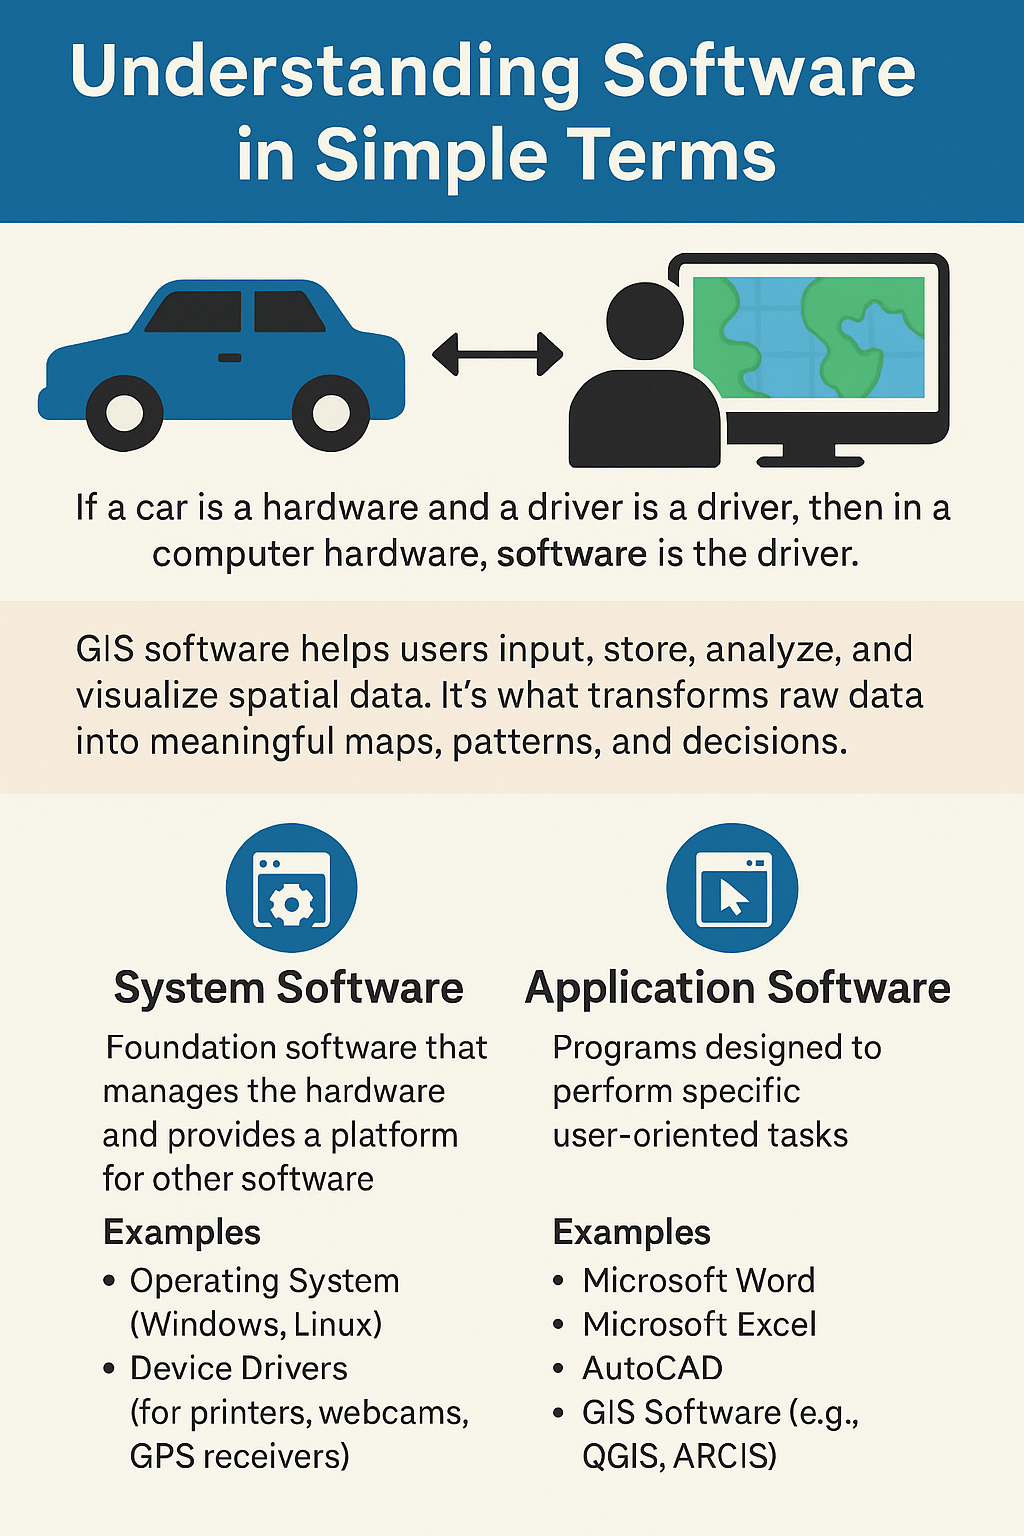 Understanding Software
in Simple Terms
If a car is a hardware and a driver is a driver, then in a
computer hardware, software is the driver.
GIS software helps users input, store, analyze, and
visualize spatial data. It's what transforms raw data
into meaningful maps, patterns, and decisions.
System Software
Foundation software that
manages the hardware
and provides a platform
for other software
Examples
• Operating System
(Windows, Linux)
• Device Drivers
(for printers, webcams,
GPS receivers)
Application Software
Programs designed to
perform specific
user-oriented tasks
Examples
• Microsoft Word
• Microsoft Excel
• AutoCAD
• GIS Software (e.g.,
QGIS, ARCIS)